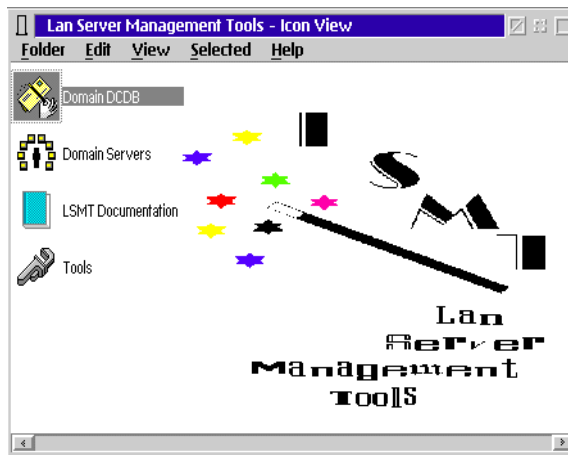 Lan Server Management Tools - Icon View
Folder Edit View Selected Help
Domain DCDB
Domain Servers
LSMT Documentation
Tools
L
S
M
T
Lan
Server
Management
Tools